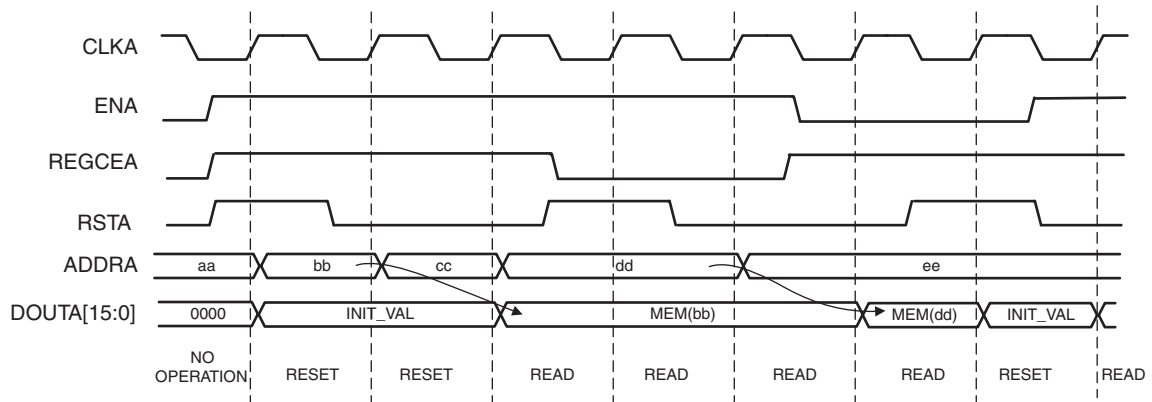 CLKA
ENA
REGCEA
RSTA
ADDRA aa bb cc dd ee
DOUTA[15:0] 0000 INIT_VAL MEM(bb) MEM(dd) INIT_VAL
NO
OPERATION RESET RESET READ READ READ READ RESET READ